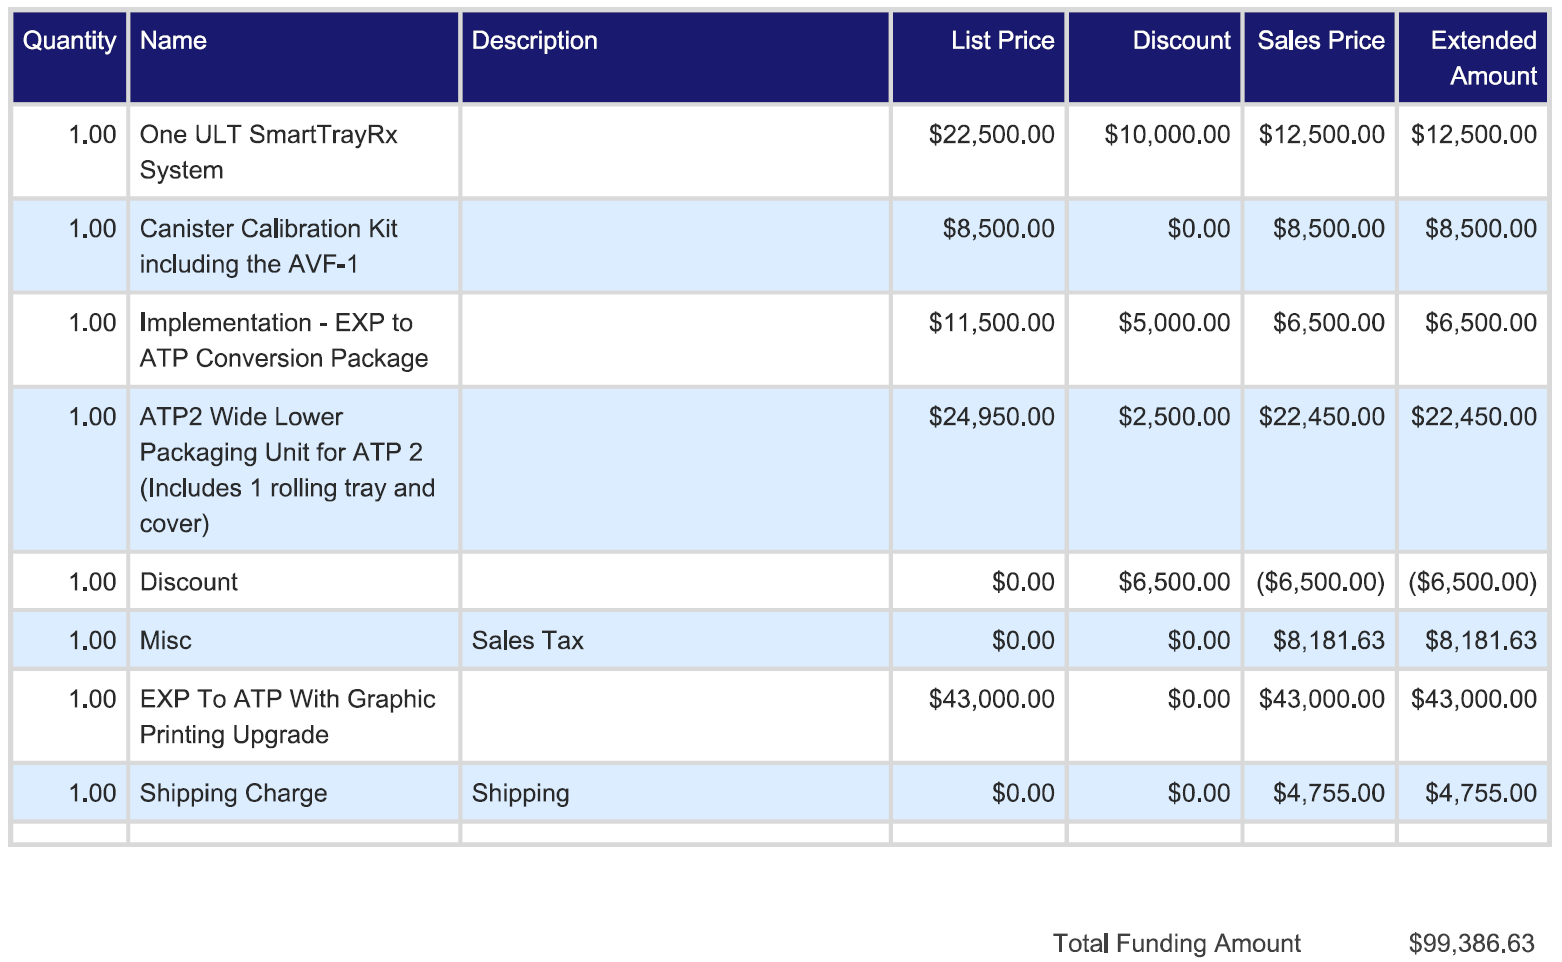 Quantity Name Description List Price Discount Sales Price Extended
Amount
1.00 One ULT SmartTrayRx $22,500.00 $10,000.00 $12,500.00 $12,500.00
System
1.00 Canister Calibration Kit $8,500.00 $0.00 $8,500.00 $8,500.00
including the AVF-1
1.00 Implementation - EXP to $11,500.00 $5,000.00 $6,500.00 $6,500.00
ATP Conversion Package
1.00 ATP2 Wide Lower $24,950.00 $2,500.00 $22,450.00 $22,450.00
Packaging Unit for ATP 2
(Includes 1 rolling tray and
cover)
1.00 Discount $0.00 $6,500.00 ($6,500.00) ($6,500.00)
1.00 Misc Sales Tax $0.00 $0.00 $8,181.63 $8,181.63
1.00 EXP To ATP With Graphic $43,000.00 $0.00 $43,000.00 $43,000.00
Printing Upgrade
1.00 Shipping Charge Shipping $0.00 $0.00 $4,755.00 $4,755.00
Total Funding Amount $99,386.63